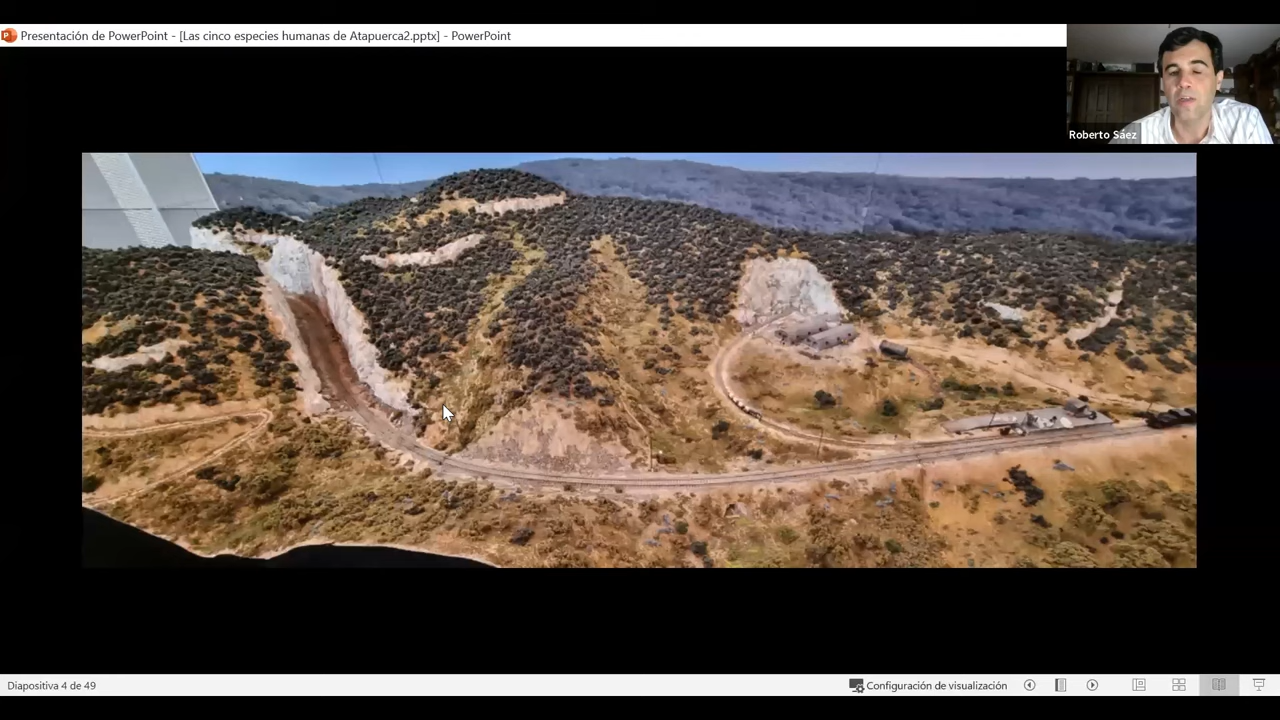 Presentación de PowerPoint - [Las cinco especies humanas de Atapuerca2.pptx] - PowerPoint
Roberto Sáez
Diapositiva 4 de 49
Configuración de visualización